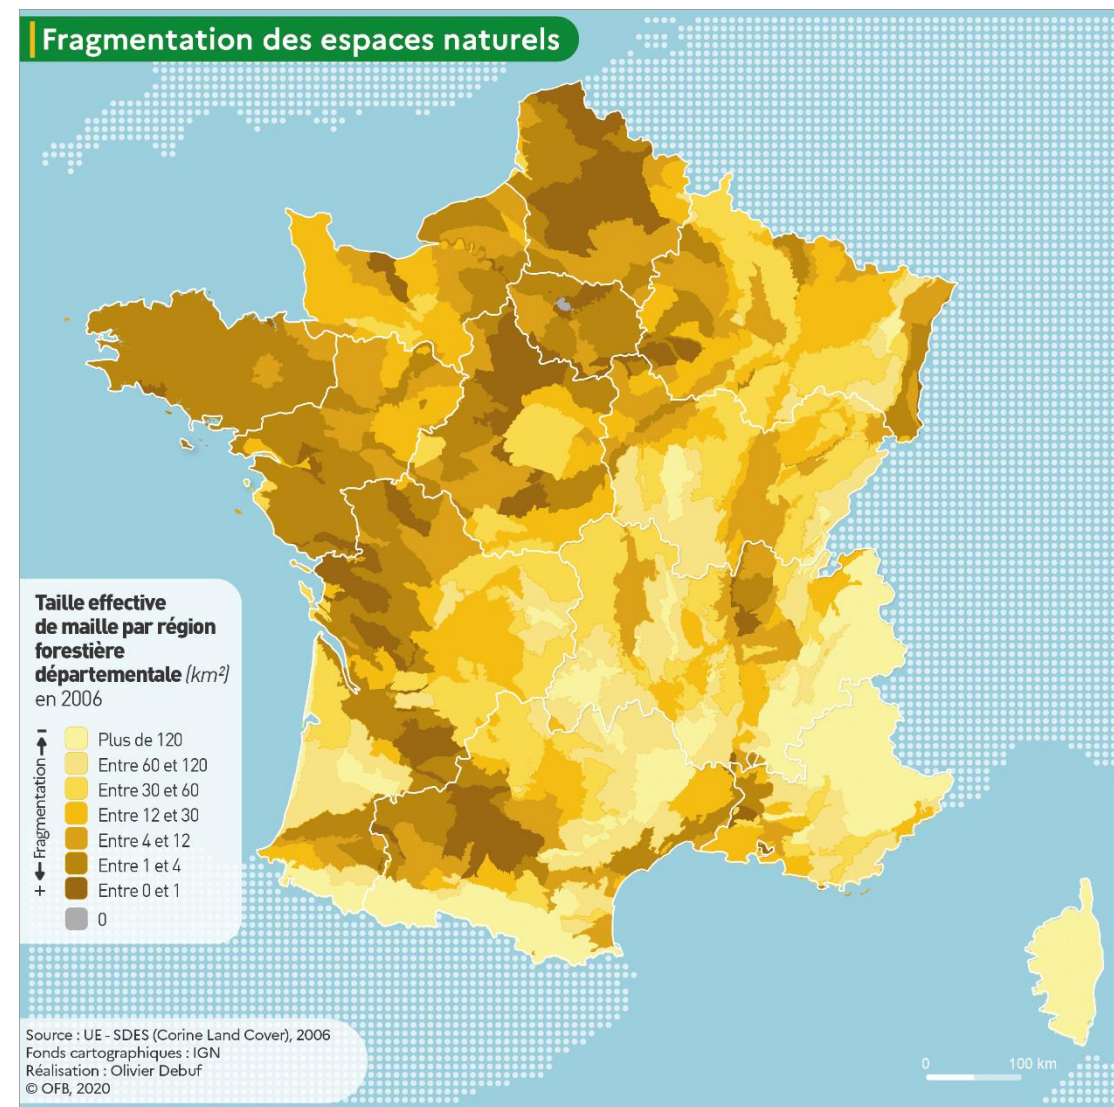 Fragmentation des espaces naturels
Taille effective
de maille par région
forestière
départementale (km²)
en 2006
+ ← Fragmentation → –
Plus de 120
Entre 60 et 120
Entre 30 et 60
Entre 12 et 30
Entre 4 et 12
Entre 1 et 4
Entre 0 et 1
0
Source : UE - SDES (Corine Land Cover), 2006
Fonds cartographiques : IGN
Réalisation : Olivier Debuf
© OFB, 2020
0 100 km